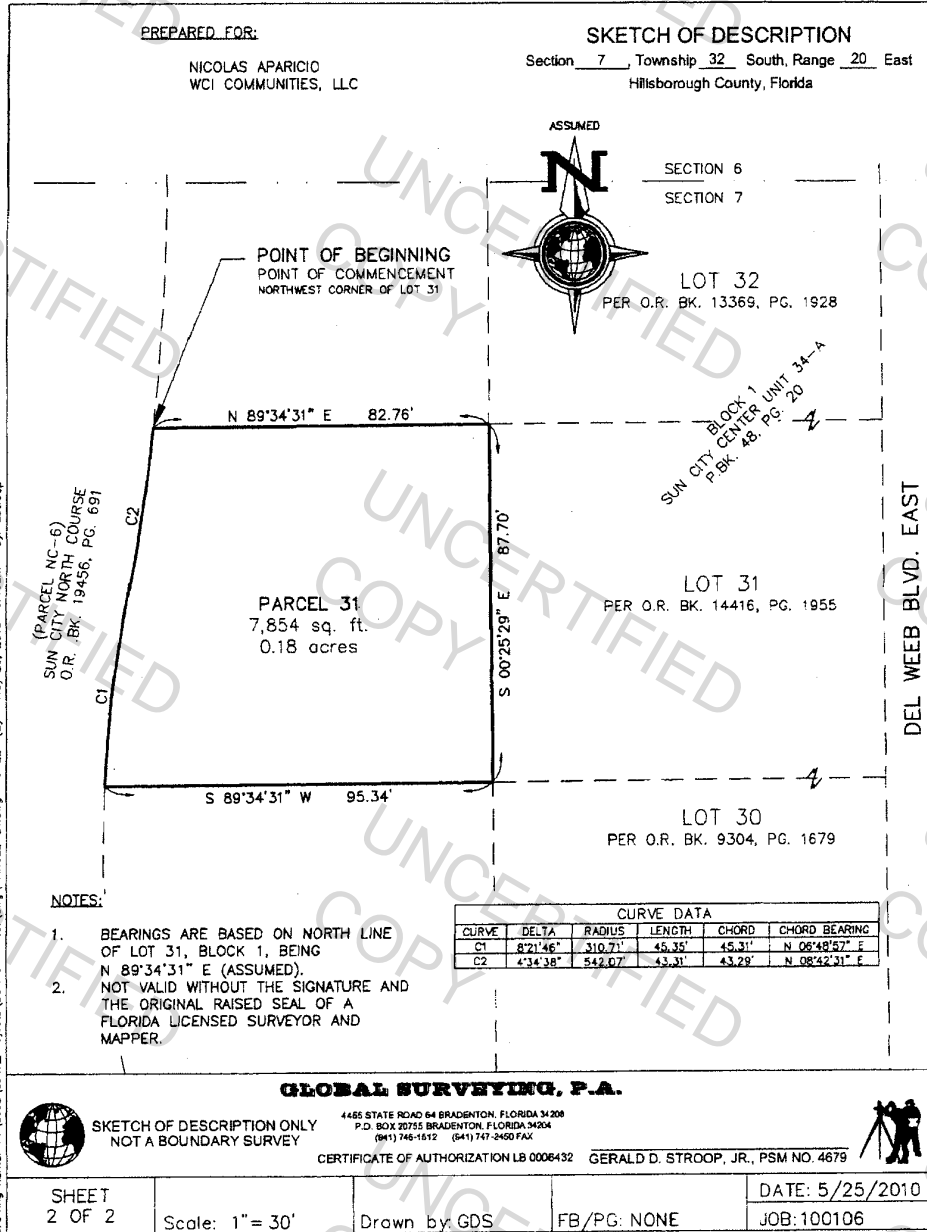 PREPARED FOR:
NICOLAS APARICIO
WCI COMMUNITIES, LLC
SKETCH OF DESCRIPTION
Section 7, Township 32 South, Range 20 East
Hillsborough County, Florida
ASSUMED
N
SECTION 6
SECTION 7
POINT OF BEGINNING
POINT OF COMMENCEMENT
NORTHWEST CORNER OF LOT 31
LOT 32
PER O.R. BK. 13369, PG. 1928
BLOCK 1
SUN CITY CENTER UNIT 34-A
P.BK. 48, PG. 20
N 89°34'31" E 82.76'
(PARCEL NC-6)
SUN CITY NORTH COURSE
O.R. BK. 19456, PG. 691
C2
C1
PARCEL 31
7,854 sq. ft.
0.18 acres
S 00°25'29" E 87.70'
LOT 31
PER O.R. BK. 14416, PG. 1955
DEL WEBB BLVD. EAST
S 89°34'31" W 95.34'
LOT 30
PER O.R. BK. 9304, PG. 1679
NOTES:
1. BEARINGS ARE BASED ON NORTH LINE
OF LOT 31, BLOCK 1, BEING
N 89°34'31" E (ASSUMED).
2. NOT VALID WITHOUT THE SIGNATURE AND
THE ORIGINAL RAISED SEAL OF A
FLORIDA LICENSED SURVEYOR AND
MAPPER.
CURVE DATA
CURVE DELTA RADIUS LENGTH CHORD CHORD BEARING
C1 8°21'46" 310.71' 45.35' 45.31' N 06°48'57" E
C2 4°34'38" 542.07' 43.31' 43.29' N 08°42'31" E
GLOBAL SURVEYING, P.A.
SKETCH OF DESCRIPTION ONLY
NOT A BOUNDARY SURVEY
4465 STATE ROAD 64 BRADENTON, FLORIDA 34208
P.O. BOX 20755 BRADENTON, FLORIDA 34204
(941) 746-1512 (941) 747-2450 FAX
CERTIFICATE OF AUTHORIZATION LB 0006432
GERALD D. STROOP, JR., PSM NO. 4679
SHEET
2 OF 2
Scale: 1"= 30'
Drawn by: GDS
FB/PG: NONE
DATE: 5/25/2010
JOB: 100106
UNCERTIFIED
COPY
UNCERTIFIED
COPY
UNCERTIFIED
COPY